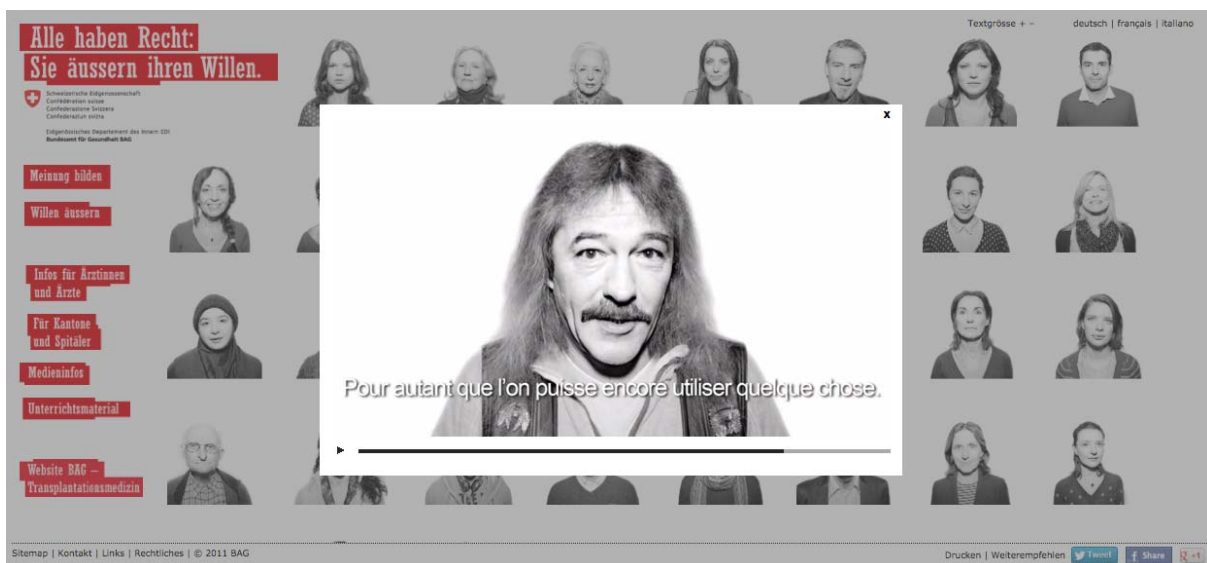 Alle haben Recht:
Sie äussern ihren Willen.
Textgrösse + -
deutsch | français | italiano
Schweizerische Eidgenossenschaft
Confédération suisse
Confederazione Svizzera
Confederaziun svizra
Eidgenössisches Departement des Innern EDI
Bundesamt für Gesundheit BAG
x
Meinung bilden
Willen äussern
Infos für Ärztinnen
und Ärzte
Für Kantone
und Spitäler
Medieninfos
Unterrichtsmaterial
Website BAG –
Transplantationsmedizin
Pour autant que l'on puisse encore utiliser quelque chose.
Sitemap | Kontakt | Links | Rechtliches | © 2011 BAG
Drucken | Weiterempfehlen
Tweet
f Share
g +1